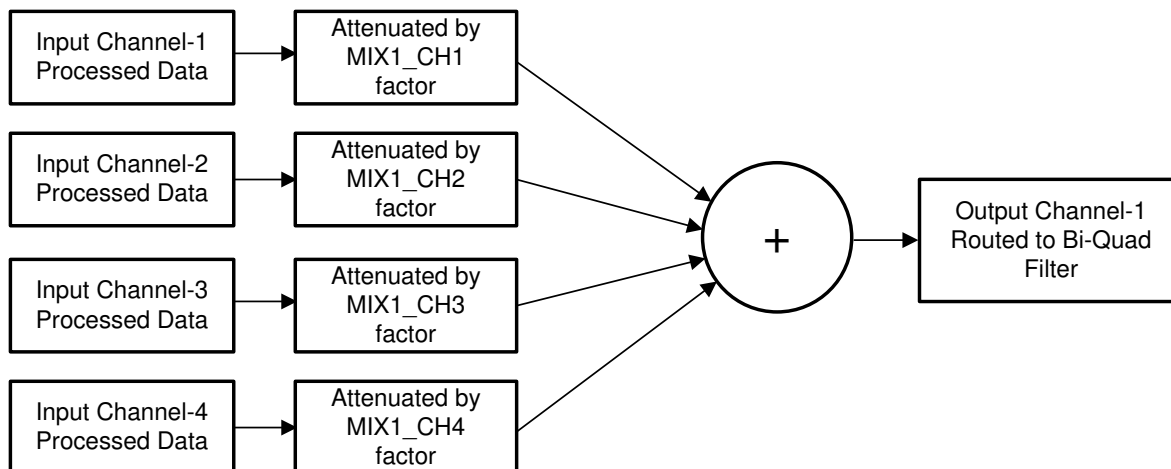 Input Channel-1
Processed Data
Attenuated by
MIX1_CH1
factor
Input Channel-2
Processed Data
Attenuated by
MIX1_CH2
factor
Input Channel-3
Processed Data
Attenuated by
MIX1_CH3
factor
Input Channel-4
Processed Data
Attenuated by
MIX1_CH4
factor
+
Output Channel-1
Routed to Bi-Quad
Filter